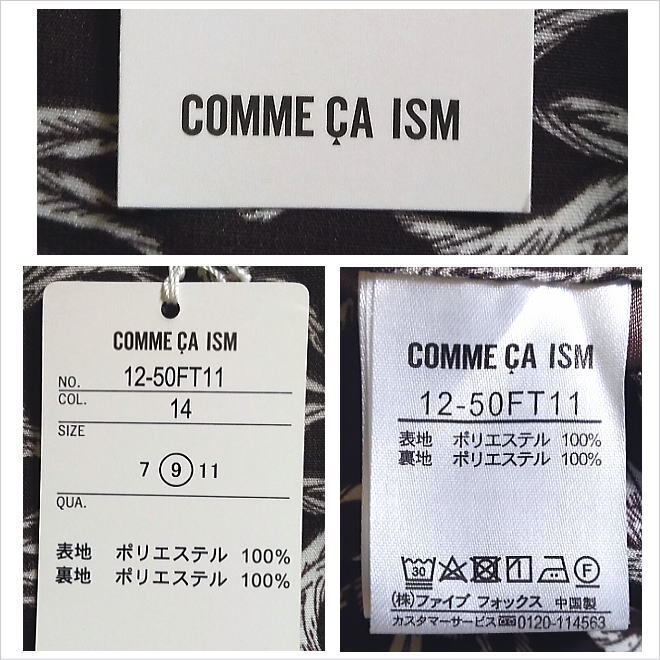 COMME ÇA ISM
COMME ÇA ISM
NO. 12-50FT11
COL. 14
SIZE
7 9 11
QUA.
表地 ポリエステル 100%
裏地 ポリエステル 100%
COMME ÇA ISM
12-50FT11
表地 ポリエステル 100%
裏地 ポリエステル 100%
30 F
(株)ファイブ フォックス 中国製
カスタマーサービス 0120-114563